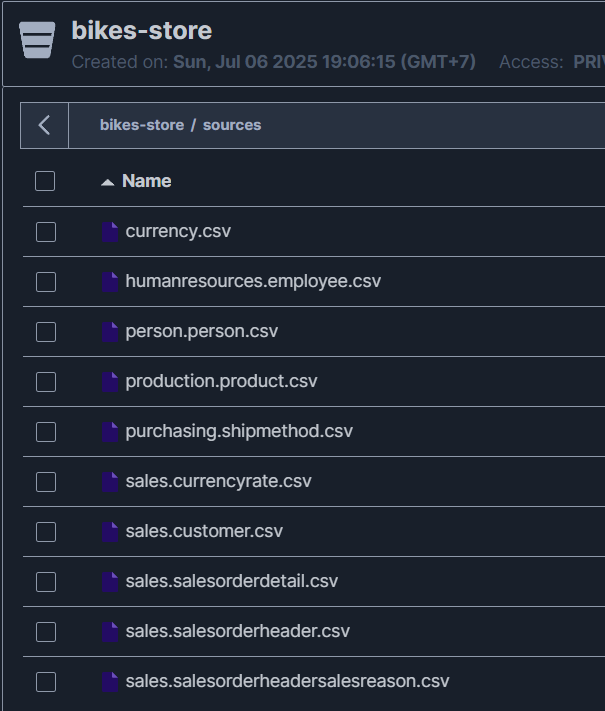 bikes-store
Created on: Sun, Jul 06 2025 19:06:15 (GMT+7) Access:
bikes-store / sources
Name
currency.csv
humanresources.employee.csv
person.person.csv
production.product.csv
purchasing.shipmethod.csv
sales.currencyrate.csv
sales.customer.csv
sales.salesorderdetail.csv
sales.salesorderheader.csv
sales.salesorderheadersalesreason.csv